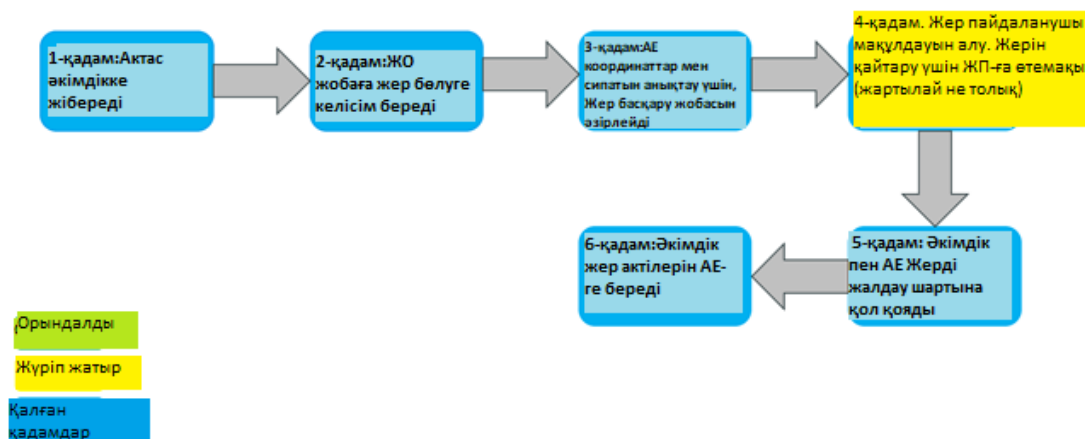 1-қадам:Актас
әкімдікке
жібереді
2-қадам:ЖО
жобаға жер бөлуге
келісім береді
3-қадам:АЕ
координаттар мен
сипатын анықтау үшін,
Жер басқару жобасын
әзірлейді
4-қадам. Жер пайдаланушы
мақұлдауын алу. Жерін
қайтару үшін ЖП-ға өтемақы
(жартылай не толық)
5-қадам: Әкімдік
пен АЕ Жерді
жалдау шартына
қол қояды
6-қадам:Әкімдік
жер актілерін АЕ-
ге береді
Орындалды
Жүріп жатыр
Қалған
қадамдар